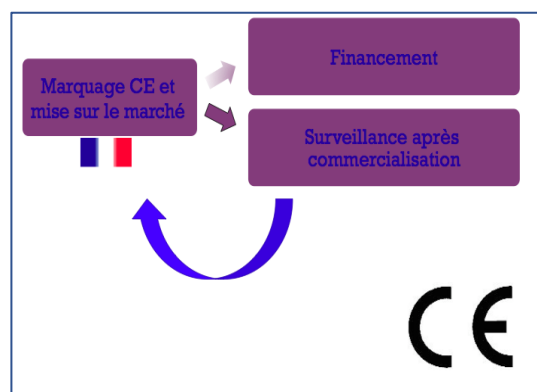 Financement
Marquage CE et
mise sur le marché
Surveillance après
commercialisation
CE